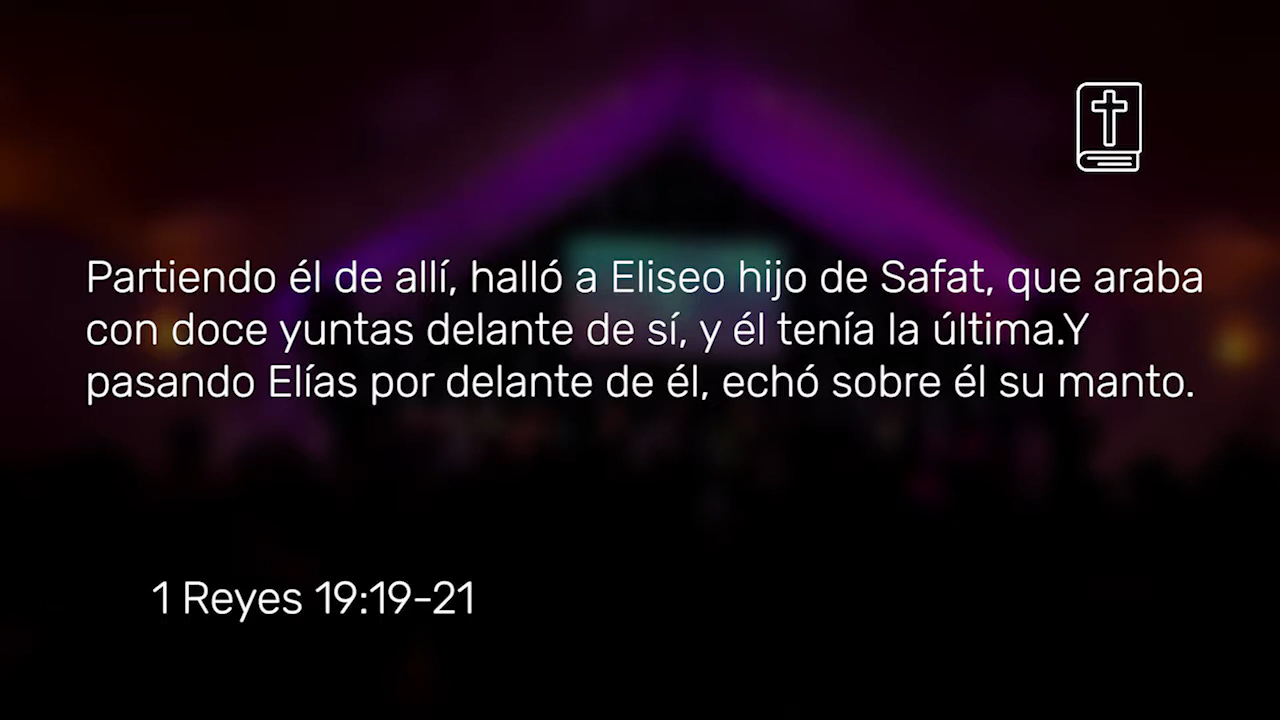 Partiendo él de allí, halló a Eliseo hijo de Safat, que araba
con doce yuntas delante de sí, y él tenía la última.Y
pasando Elías por delante de él, echó sobre él su manto.
1 Reyes 19:19-21